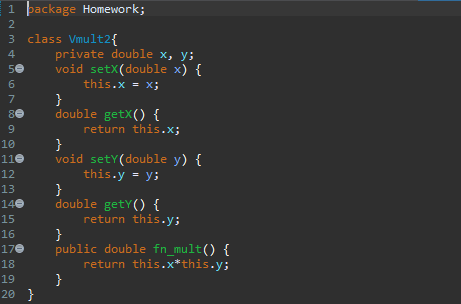 1 package Homework;
2
3 class Vmult2{
4     private double x, y;
5     void setX(double x) {
6         this.x = x;
7     }
8     double getX() {
9         return this.x;
10     }
11     void setY(double y) {
12         this.y = y;
13     }
14     double getY() {
15         return this.y;
16     }
17     public double fn_mult() {
18         return this.x*this.y;
19     }
20 }